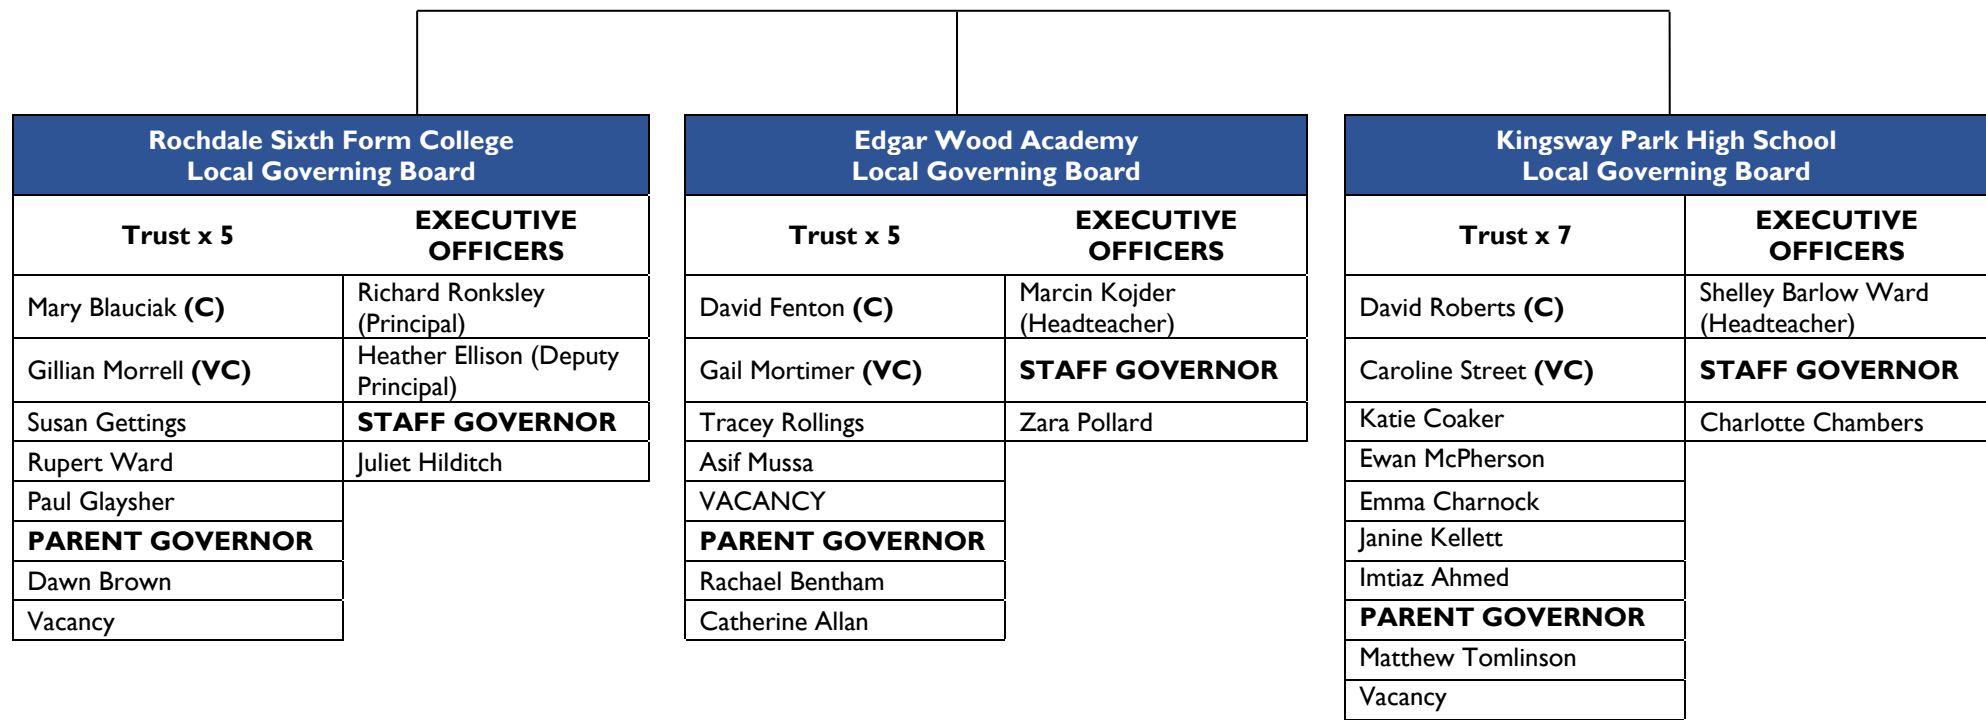 Rochdale Sixth Form College
Local Governing Board
Trust x 5
EXECUTIVE
OFFICERS
Mary Blauciak (C)
Richard Ronksley
(Principal)
Gillian Morrell (VC)
Heather Ellison (Deputy
Principal)
Susan Gettings
STAFF GOVERNOR
Rupert Ward
Juliet Hilditch
Paul Glaysher
PARENT GOVERNOR
Dawn Brown
Vacancy
Edgar Wood Academy
Local Governing Board
Trust x 5
EXECUTIVE
OFFICERS
David Fenton (C)
Marcin Kojder
(Headteacher)
Gail Mortimer (VC)
STAFF GOVERNOR
Tracey Rollings
Zara Pollard
Asif Mussa
VACANCY
PARENT GOVERNOR
Rachael Bentham
Catherine Allan
Kingsway Park High School
Local Governing Board
Trust x 7
EXECUTIVE
OFFICERS
David Roberts (C)
Shelley Barlow Ward
(Headteacher)
Caroline Street (VC)
STAFF GOVERNOR
Katie Coaker
Charlotte Chambers
Ewan McPherson
Emma Charnock
Janine Kellett
Imtiaz Ahmed
PARENT GOVERNOR
Matthew Tomlinson
Vacancy